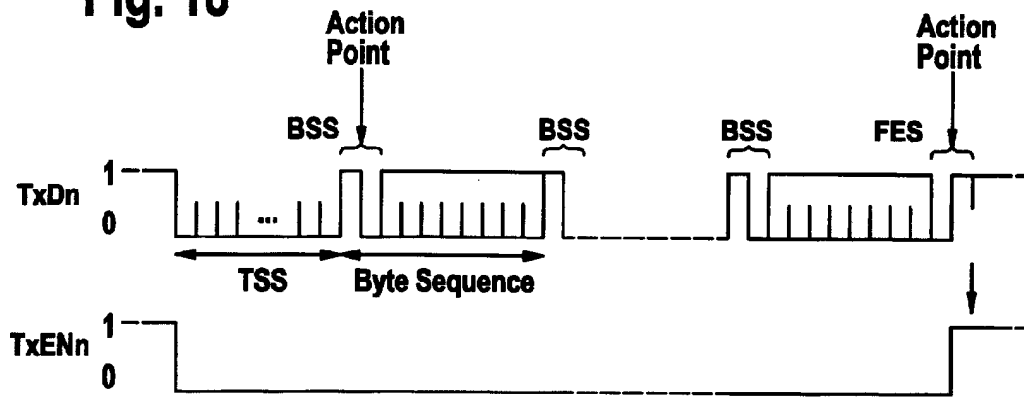 Action
Point
Action
Point
BSS
BSS
BSS
FES
TxDn
1
0
...
TSS
Byte Sequence
TxENn
1
0